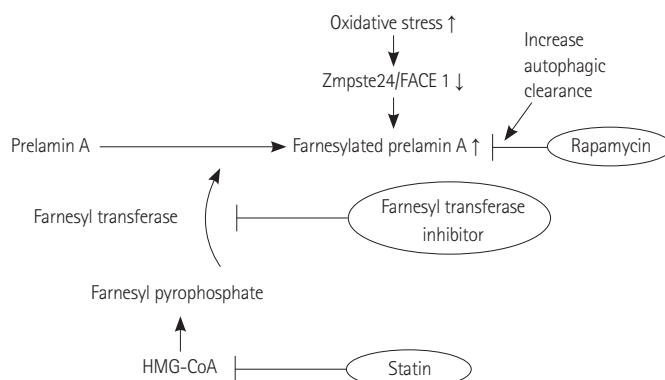 Oxidative stress ↑
Increase
autophagic
clearance
Zmpste24/FACE 1 ↓
Prelamin A
Farnesylated prelamin A ↑
Rapamycin
Farnesyl transferase
Farnesyl transferase
inhibitor
Farnesyl pyrophosphate
HMG-CoA
Statin